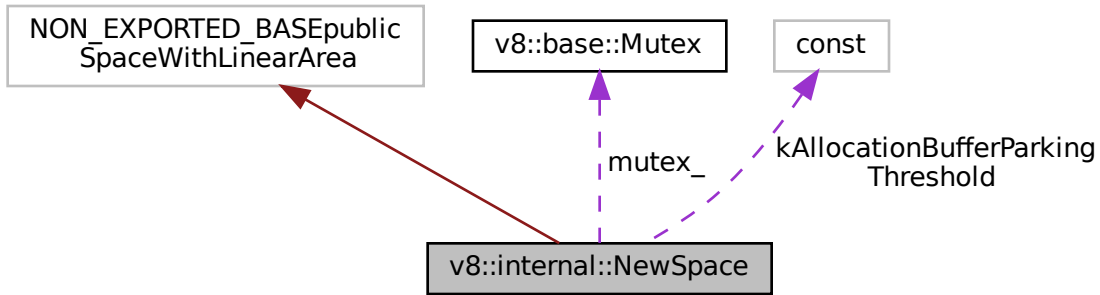 NON_EXPORTED_BASEpublic
SpaceWithLinearArea
v8::base::Mutex
const
mutex_
kAllocationBufferParking
Threshold
v8::internal::NewSpace